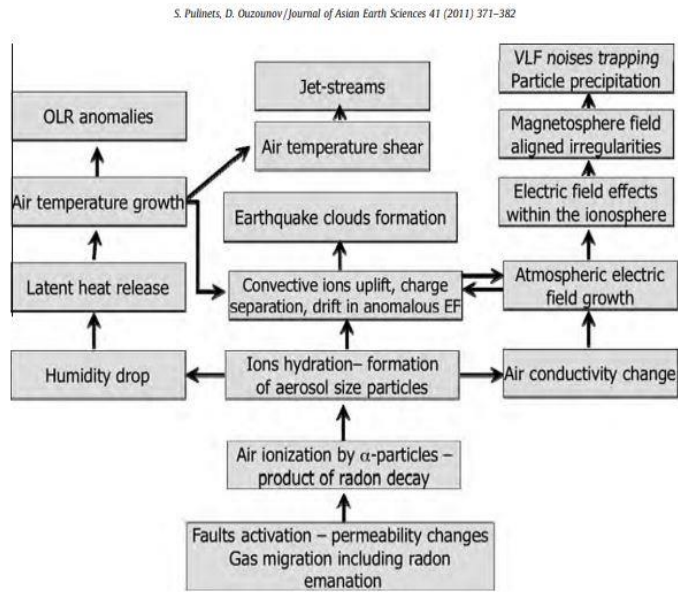 S. Pulinets, D. Ouzounov / Journal of Asian Earth Sciences 41 (2011) 371–382
VLF noises trapping
Particle precipitation
Jet-streams
OLR anomalies
Magnetosphere field
aligned irregularities
Air temperature shear
Air temperature growth
Electric field effects
within the ionosphere
Earthquake clouds formation
Latent heat release
Convective ions uplift, charge
separation, drift in anomalous EF
Atmospheric electric
field growth
Humidity drop
Ions hydration– formation
of aerosol size particles
Air conductivity change
Air ionization by α-particles –
product of radon decay
Faults activation – permeability changes
Gas migration including radon
emanation